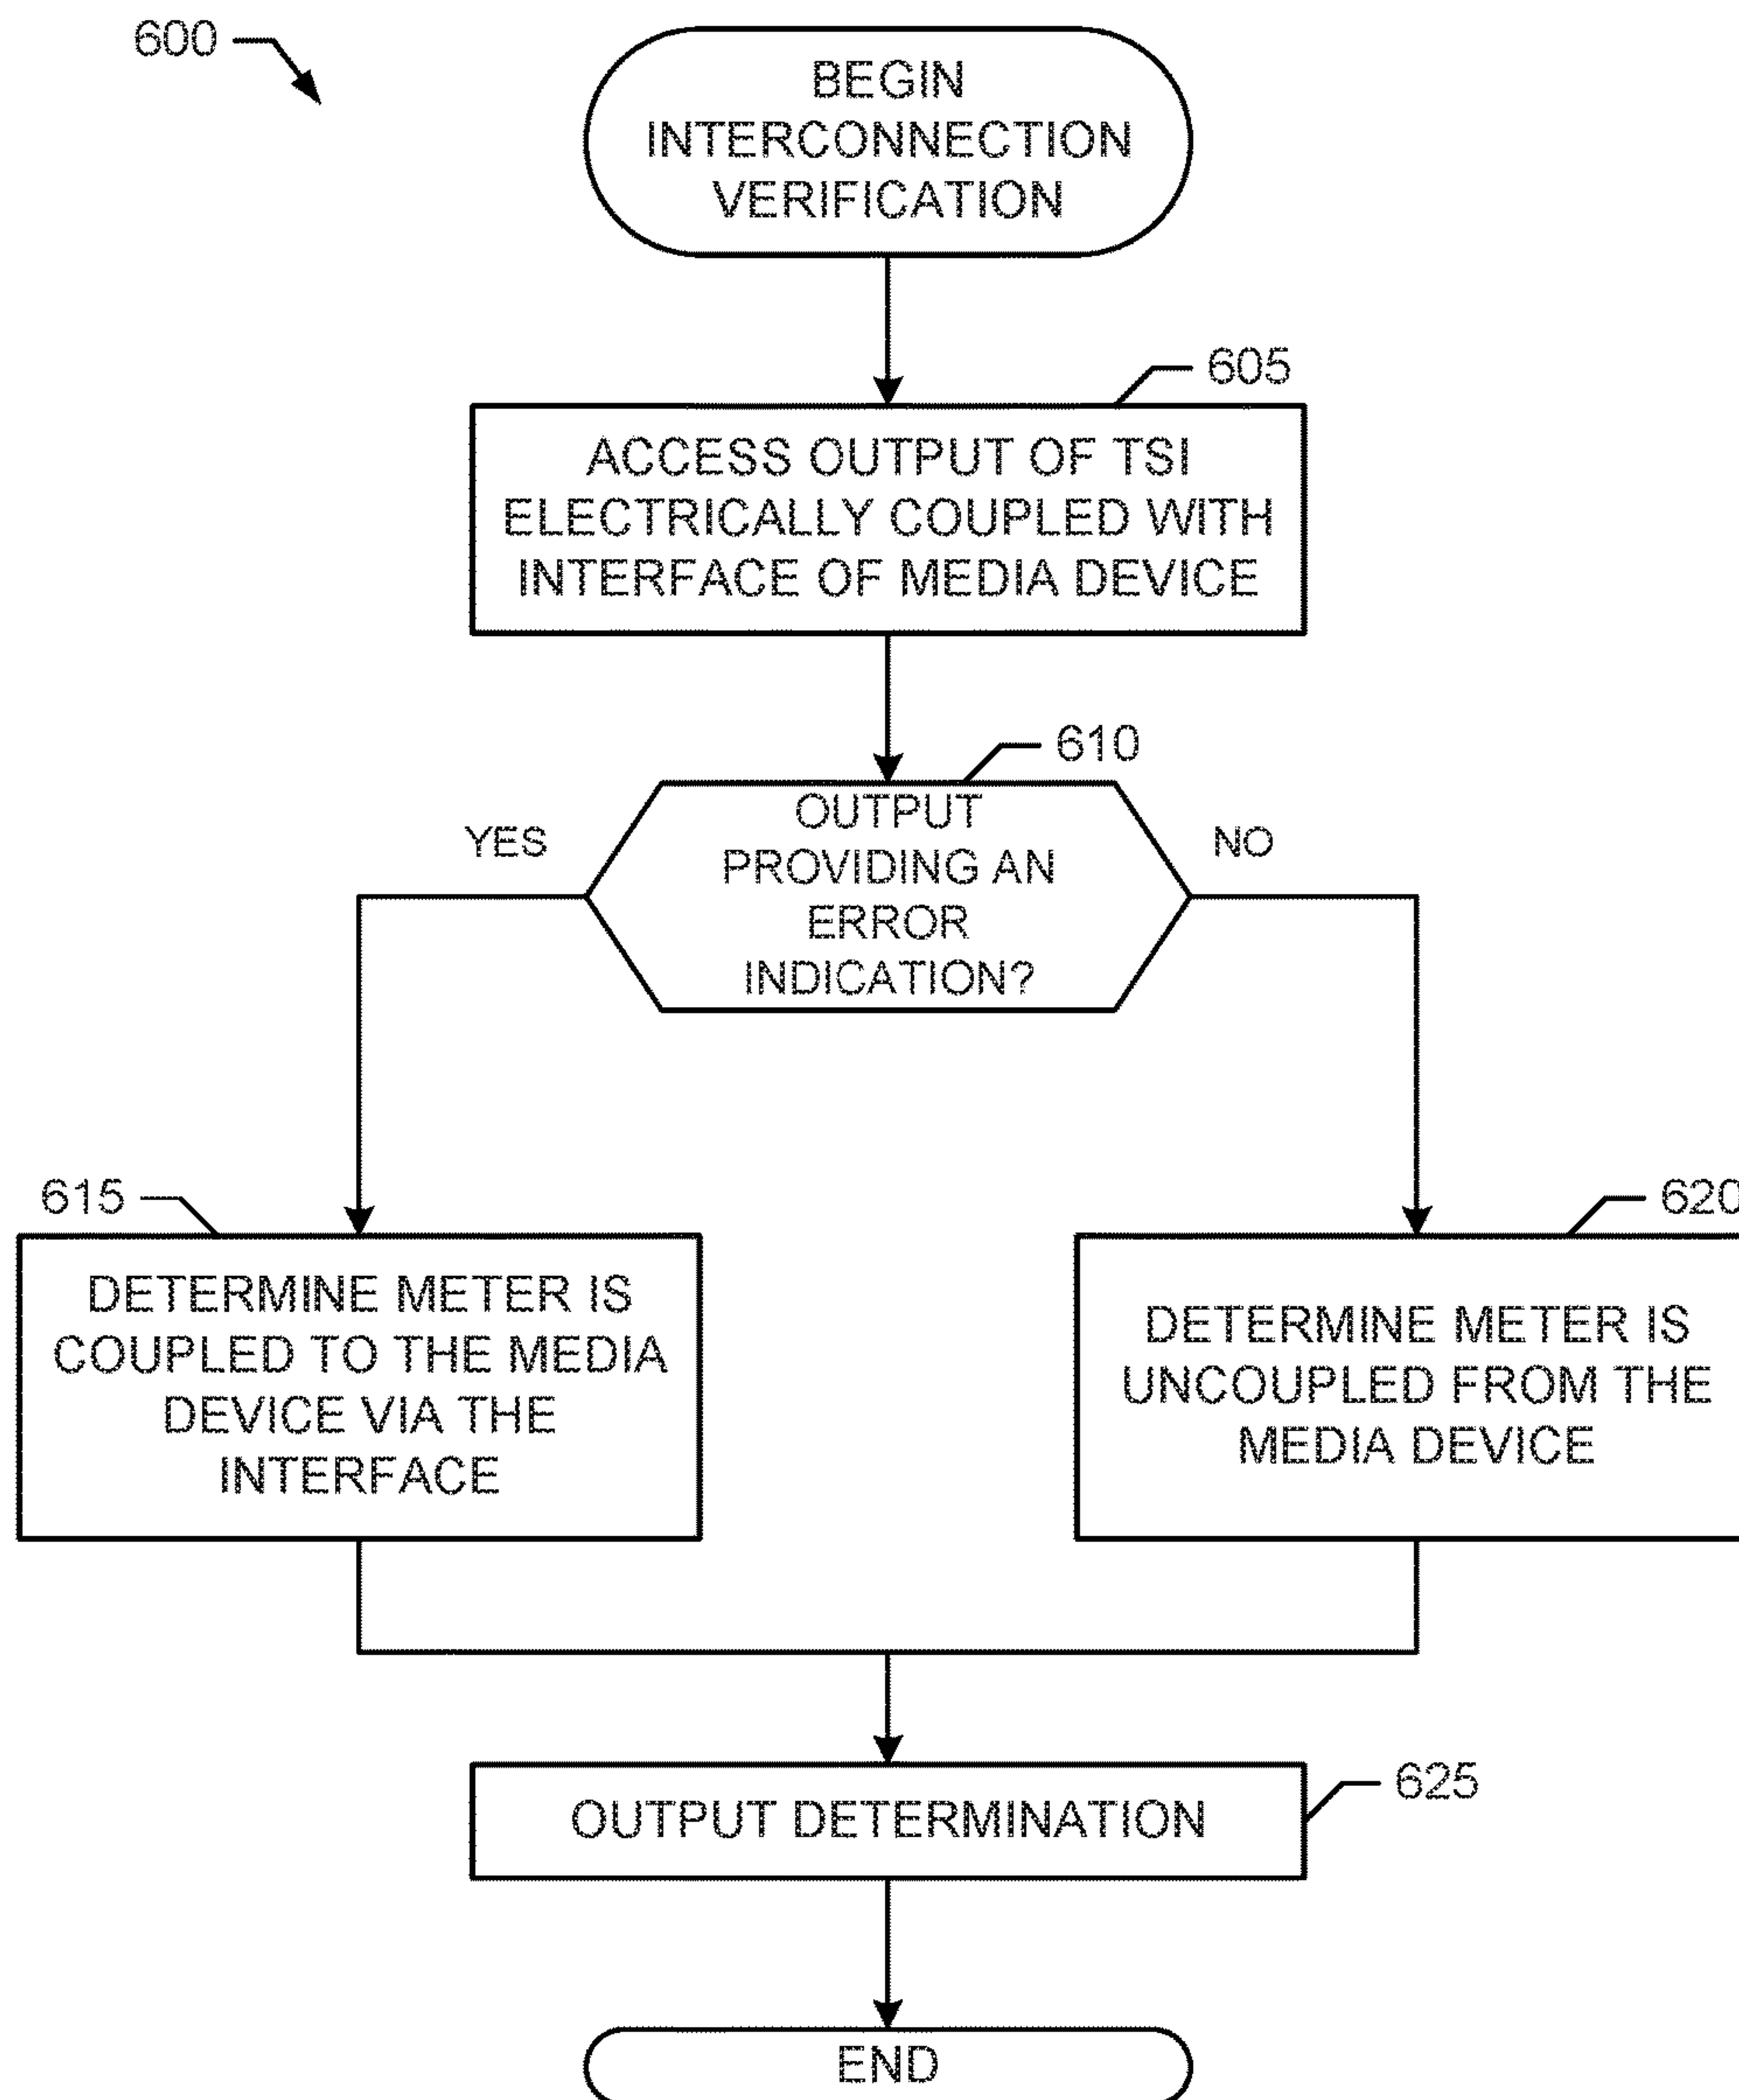 600
BEGIN
INTERCONNECTION
VERIFICATION
605
ACCESS OUTPUT OF TSI
ELECTRICALLY COUPLED WITH
INTERFACE OF MEDIA DEVICE
610
OUTPUT
PROVIDING AN
ERROR
INDICATION?
YES
NO
615
DETERMINE METER IS
COUPLED TO THE MEDIA
DEVICE VIA THE
INTERFACE
620
DETERMINE METER IS
UNCOUPLED FROM THE
MEDIA DEVICE
625
OUTPUT DETERMINATION
END